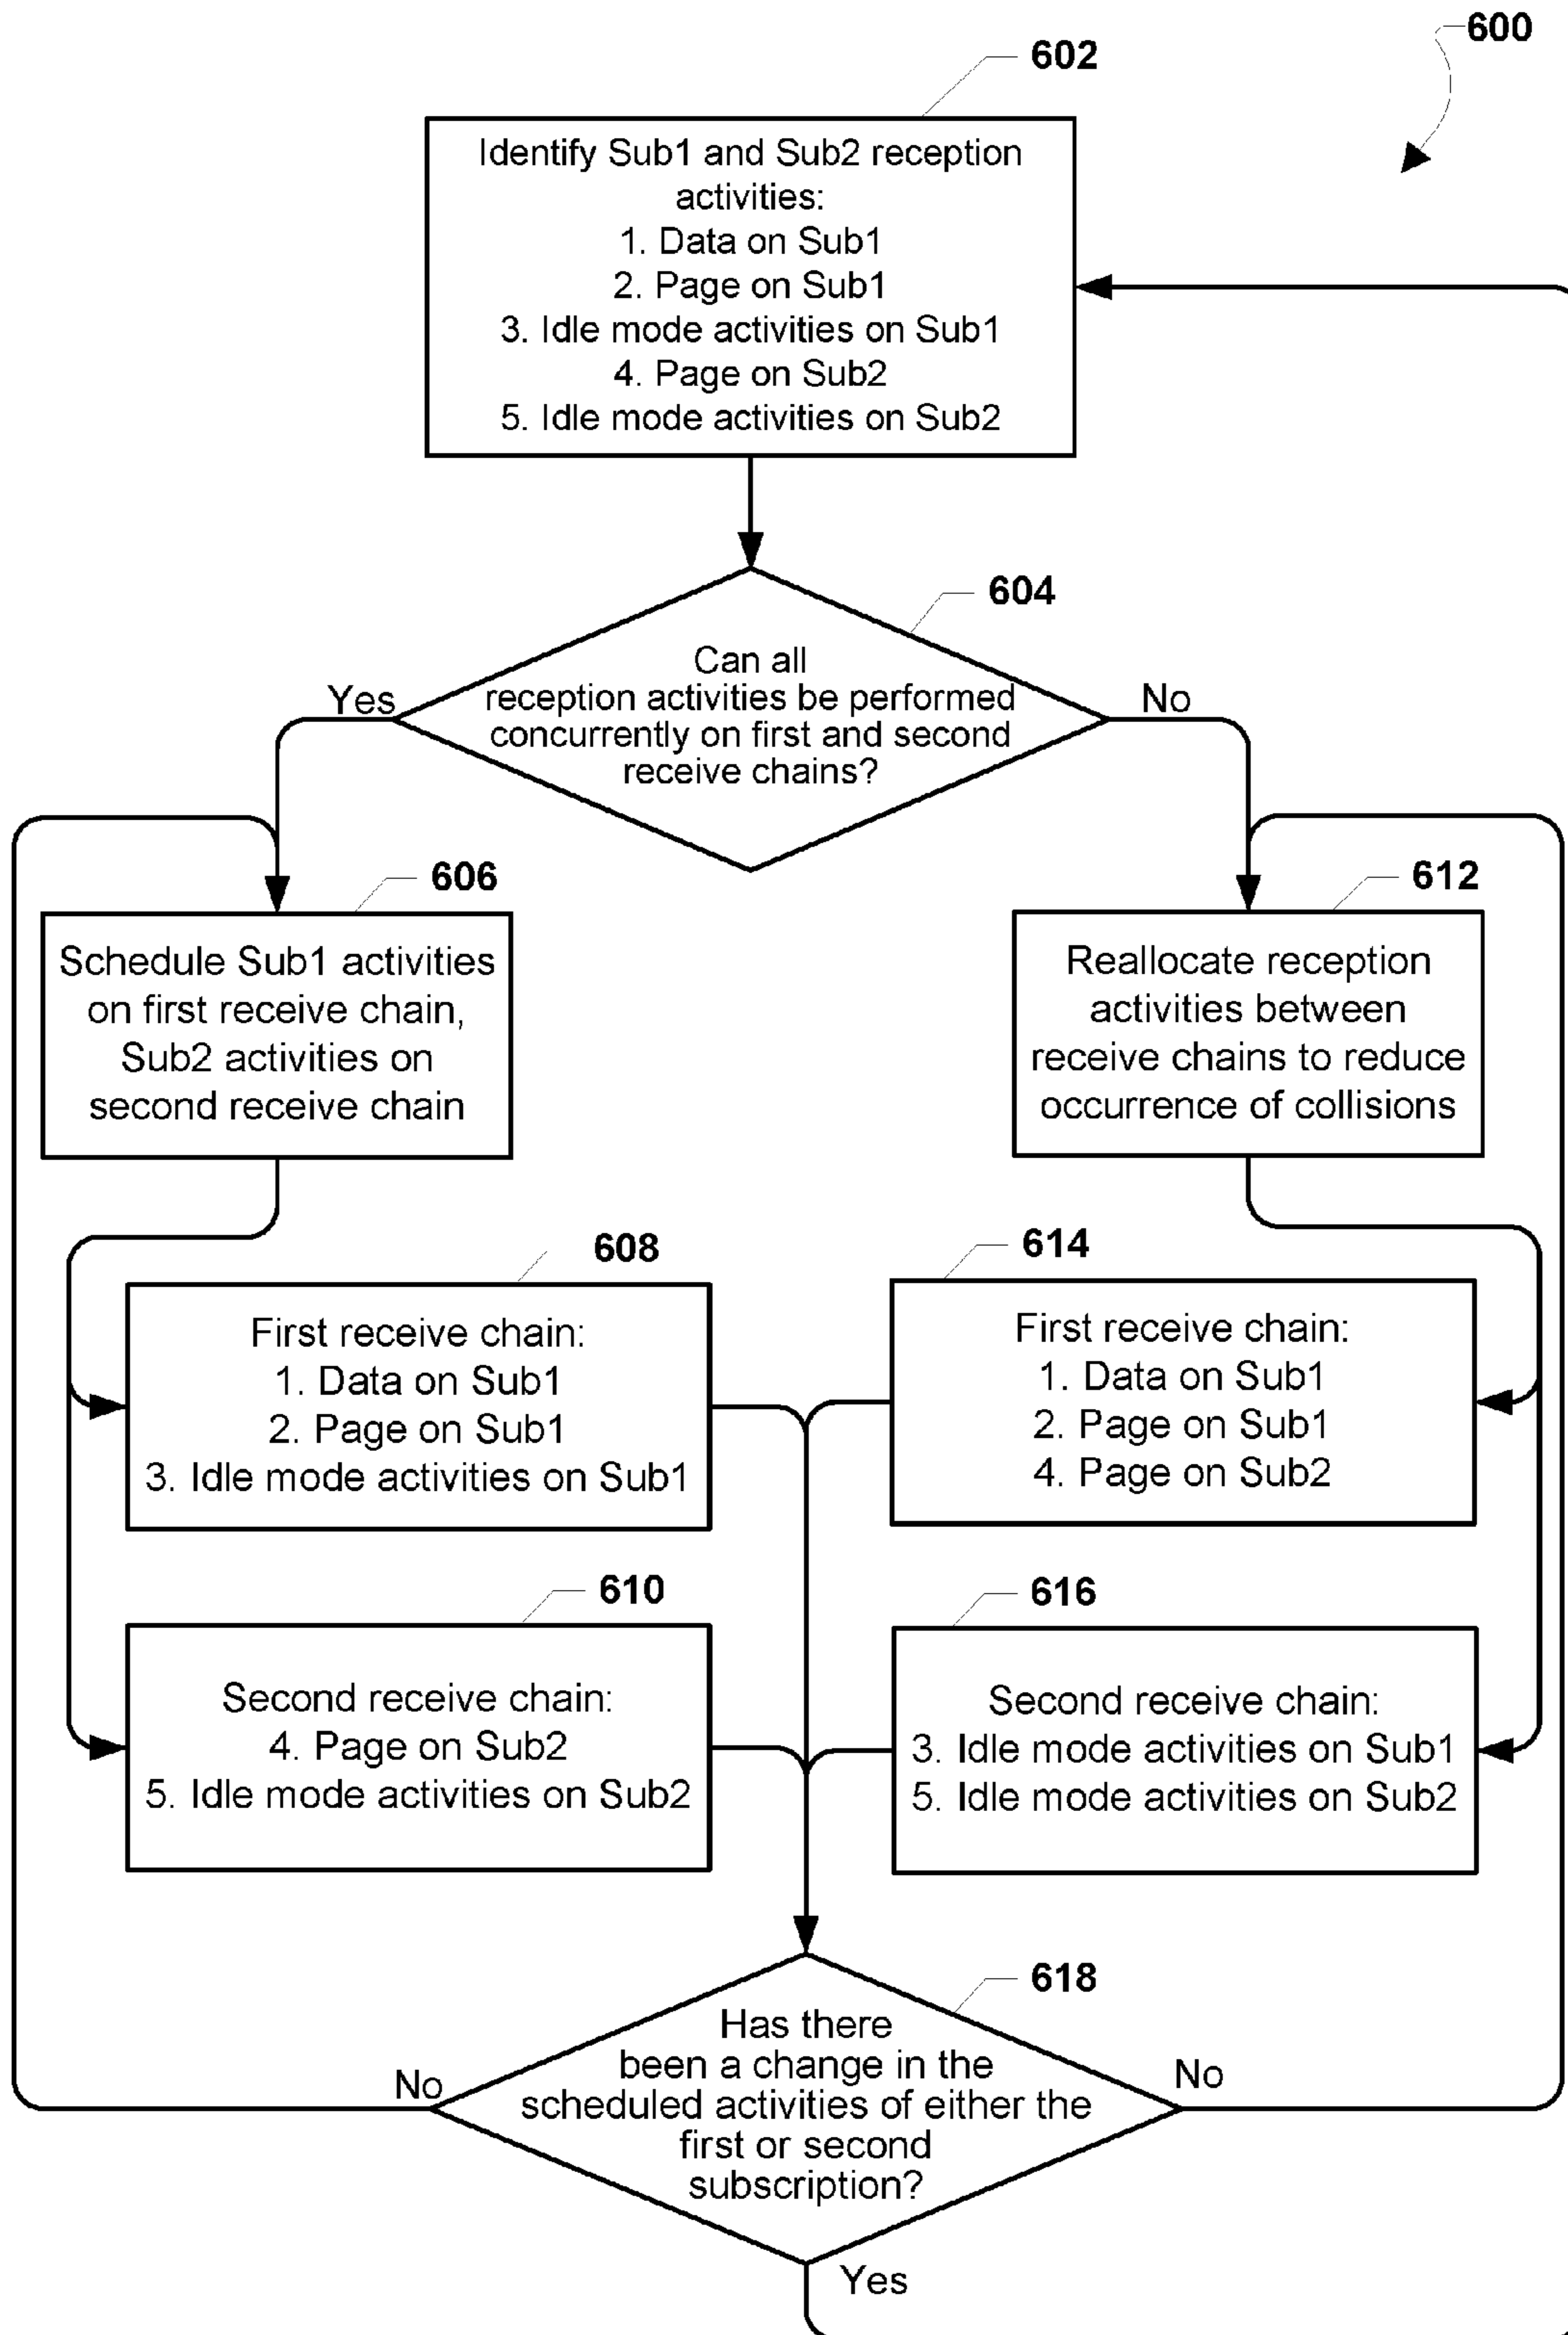 600
602
Identify Sub1 and Sub2 reception
activities:
1. Data on Sub1
2. Page on Sub1
3. Idle mode activities on Sub1
4. Page on Sub2
5. Idle mode activities on Sub2
604
Can all
reception activities be performed
concurrently on first and second
receive chains?
Yes
No
606
Schedule Sub1 activities
on first receive chain,
Sub2 activities on
second receive chain
612
Reallocate reception
activities between
receive chains to reduce
occurrence of collisions
608
First receive chain:
1. Data on Sub1
2. Page on Sub1
3. Idle mode activities on Sub1
614
First receive chain:
1. Data on Sub1
2. Page on Sub1
4. Page on Sub2
610
Second receive chain:
4. Page on Sub2
5. Idle mode activities on Sub2
616
Second receive chain:
3. Idle mode activities on Sub1
5. Idle mode activities on Sub2
618
Has there
been a change in the
scheduled activities of either the
first or second
subscription?
No
No
Yes